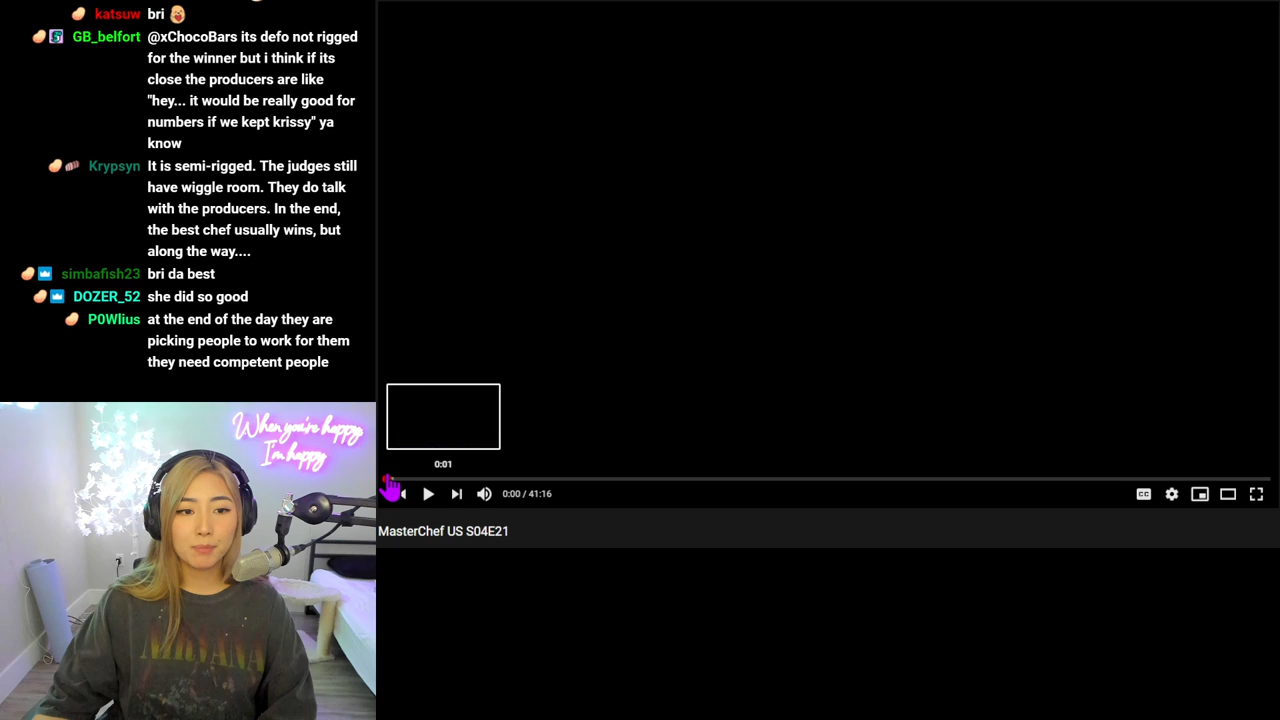 katsuw bri
GB_belfort @xChocoBars its defo not rigged
for the winner but i think if its
close the producers are like
"hey... it would be really good for
numbers if we kept krissy" ya
know
Krypsyn It is semi-rigged. The judges still
have wiggle room. They do talk
with the producers. In the end,
the best chef usually wins, but
along the way....
simbafish23 bri da best
DOZER_52 she did so good
P0Wlius at the end of the day they are
picking people to work for them
they need competent people
When you're happy,
I'm happy
NIRVANA
0:01
0:00 / 41:16
CC
MasterChef US S04E21